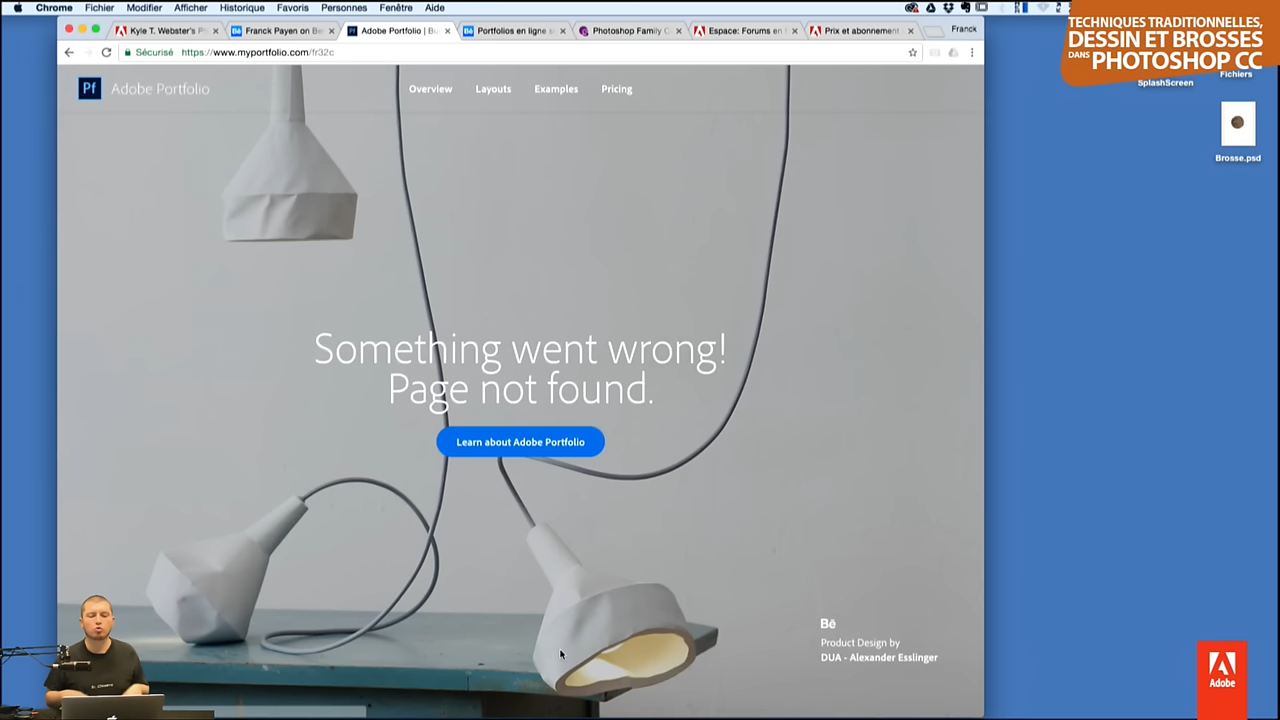 Chrome Fichier Modifier Afficher Historique Favoris Personnes Fenêtre Aide
Kyle T. Webster's P
Franck Payen on Be
Adobe Portfolio | Bu
Portfolios en ligne s
Photoshop Family C
Espace: Forums en
Prix et abonnement
Franck
Sécurisé https://www.myportfolio.com/fr32c
TECHNIQUES TRADITIONNELLES,
DESSIN ET BROSSES
DANS PHOTOSHOP CC
Fichiers
SplashScreen
Brosse.psd
Pf Adobe Portfolio
Overview Layouts Examples Pricing
Something went wrong!
Page not found.
Learn about Adobe Portfolio
Bē
Product Design by
DUA - Alexander Esslinger
Adobe